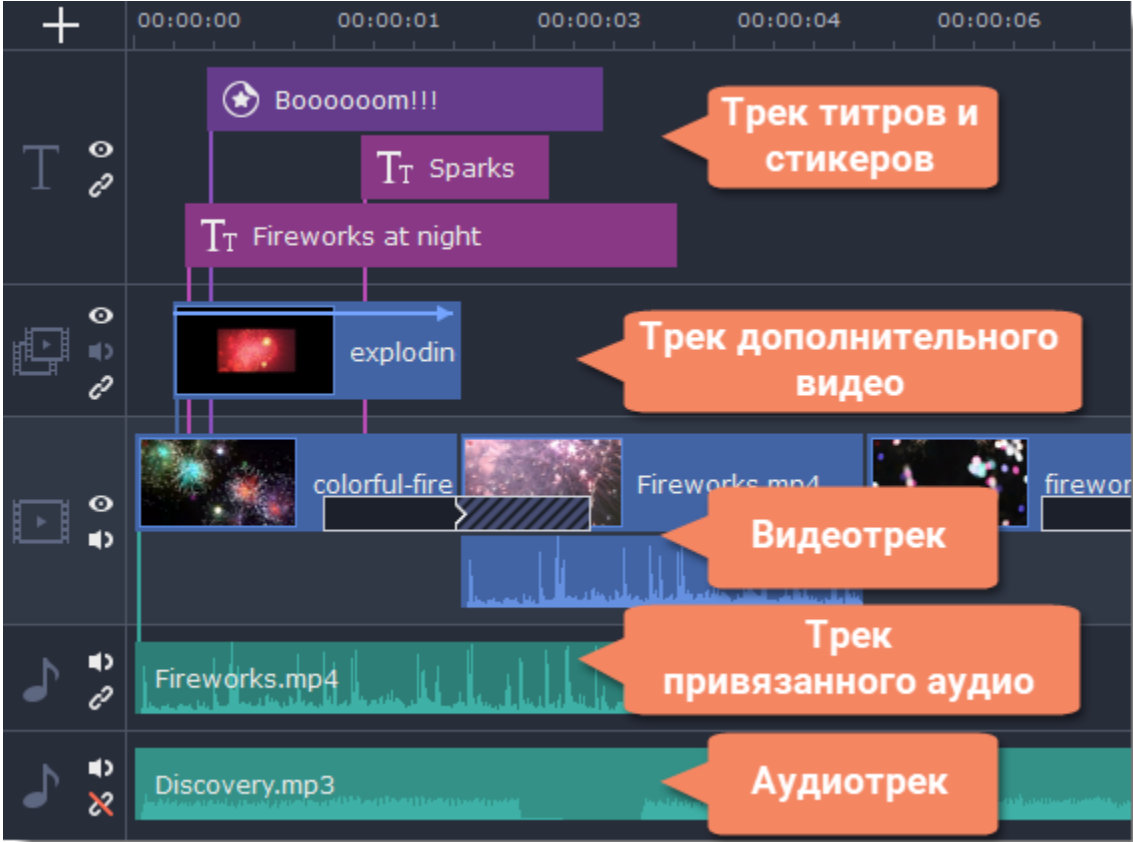 00:00:00 00:00:01 00:00:03 00:00:04 00:00:06
Boooooom!!!
Трек титров и
стикеров
Sparks
Fireworks at night
explodin
Трек дополнительного
видео
colorful-fire
Fireworks.mp4
firewor
Видеотрек
Fireworks.mp4
Трек
привязанного аудио
Discovery.mp3
Аудиотрек